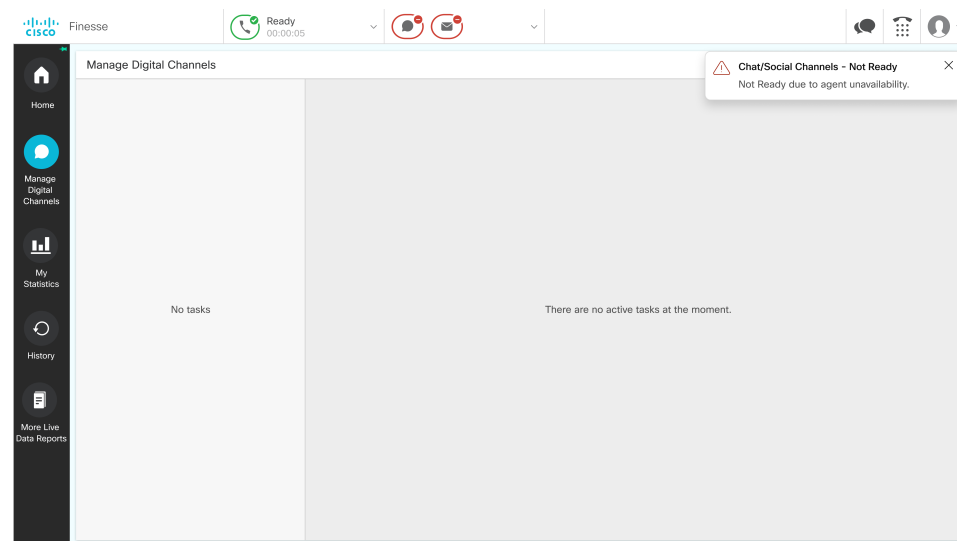 cisco Finesse
Ready
00:00:05
Manage Digital Channels
Chat/Social Channels - Not Ready
Not Ready due to agent unavailability.
Home
Manage
Digital
Channels
My
Statistics
History
More Live
Data Reports
No tasks
There are no active tasks at the moment.